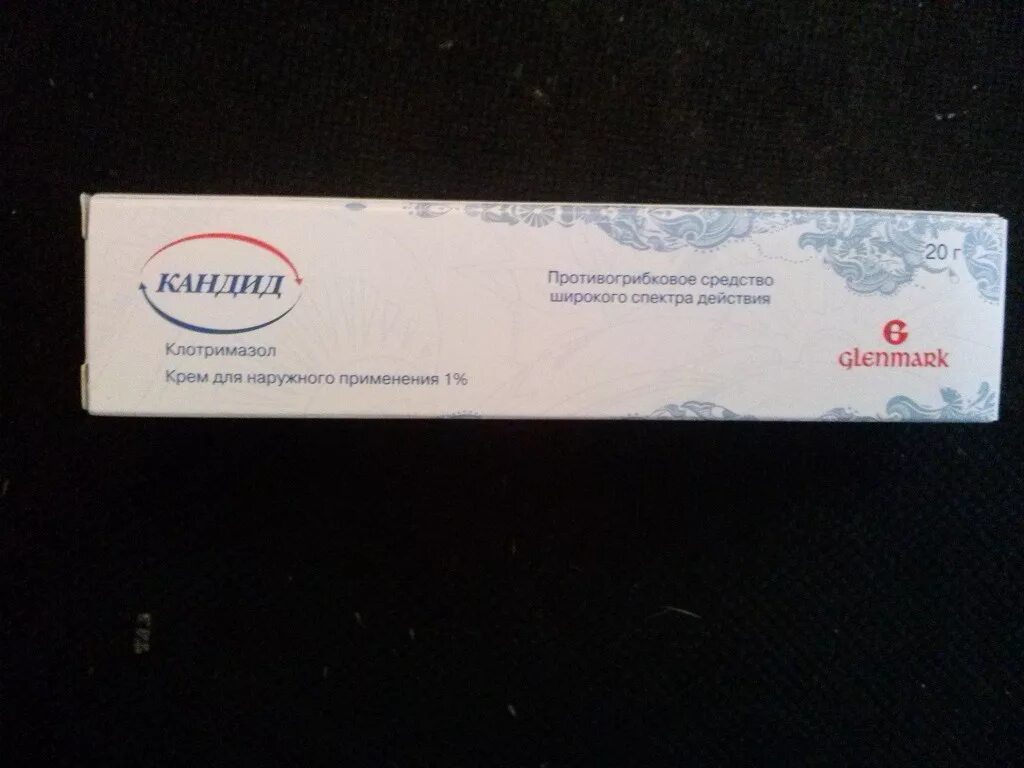 КАНДИД
Клотримазол
Крем для наружного применения 1%
Противогрибковое средство
широкого спектра действия
20 г
G
Glenmark